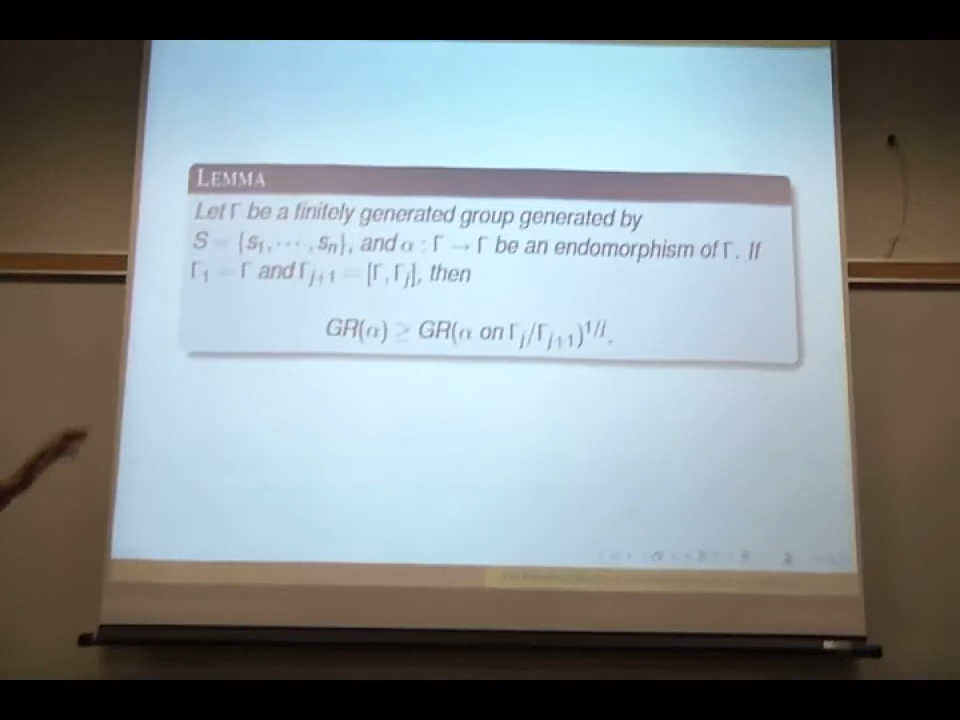 LEMMA
Let Γ be a finitely generated group generated by
S = {s₁, ⋯ , sₙ}, and α : Γ → Γ be an endomorphism of Γ. If
Γ₁ = Γ and Γⱼ₊₁ = [Γ, Γⱼ], then
GR(α) ≥ GR(α on Γⱼ/Γⱼ₊₁)^{1/j}.